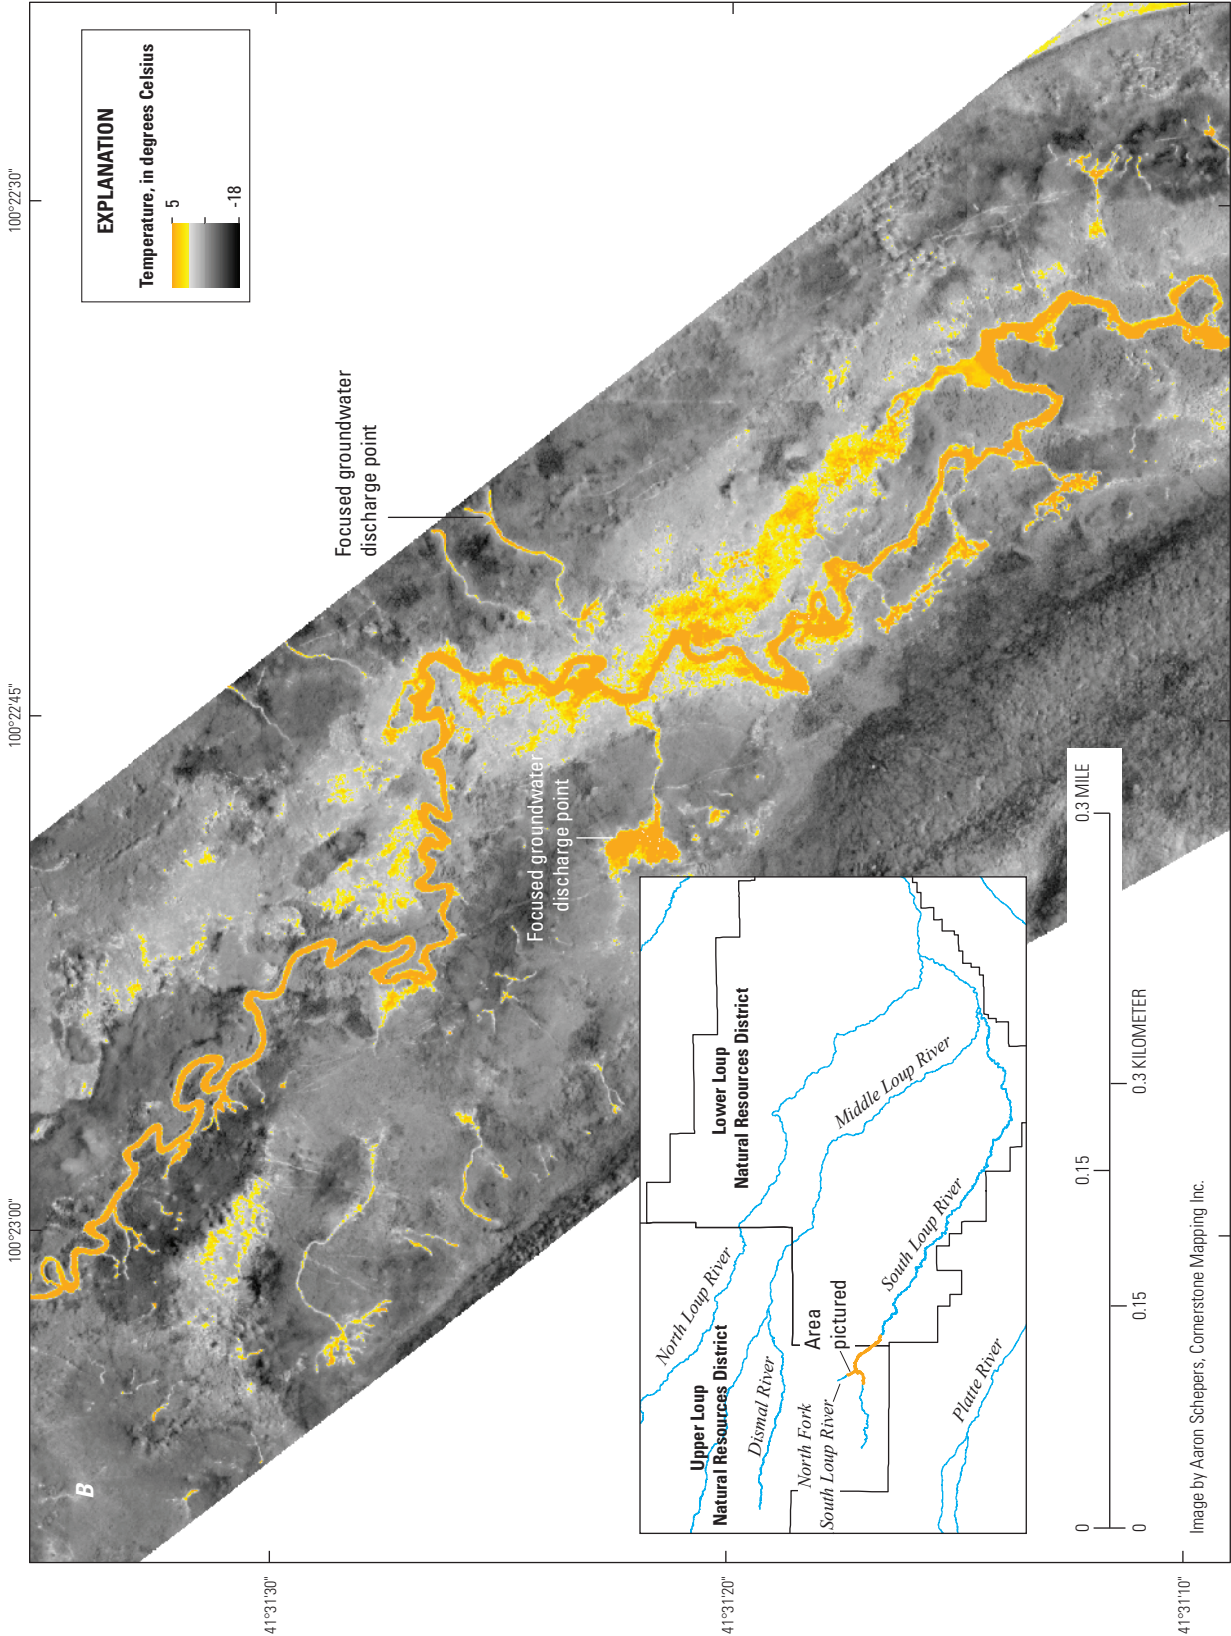 B
EXPLANATION
Temperature, in degrees Celsius
5
-18
100°23'00"
100°22'45"
100°22'30"
41°31'30"
41°31'20"
41°31'10"
Focused groundwater
discharge point
Focused groundwater
discharge point
Upper Loup
Natural Resources District
Lower Loup
Natural Resources District
North Loup River
Middle Loup River
Dismal River
North Fork
South Loup River
Area
pictured
South Loup River
Platte River
0
0.15
0.3 MILE
0
0.15
0.3 KILOMETER
Image by Aaron Schepers, Cornerstone Mapping Inc.